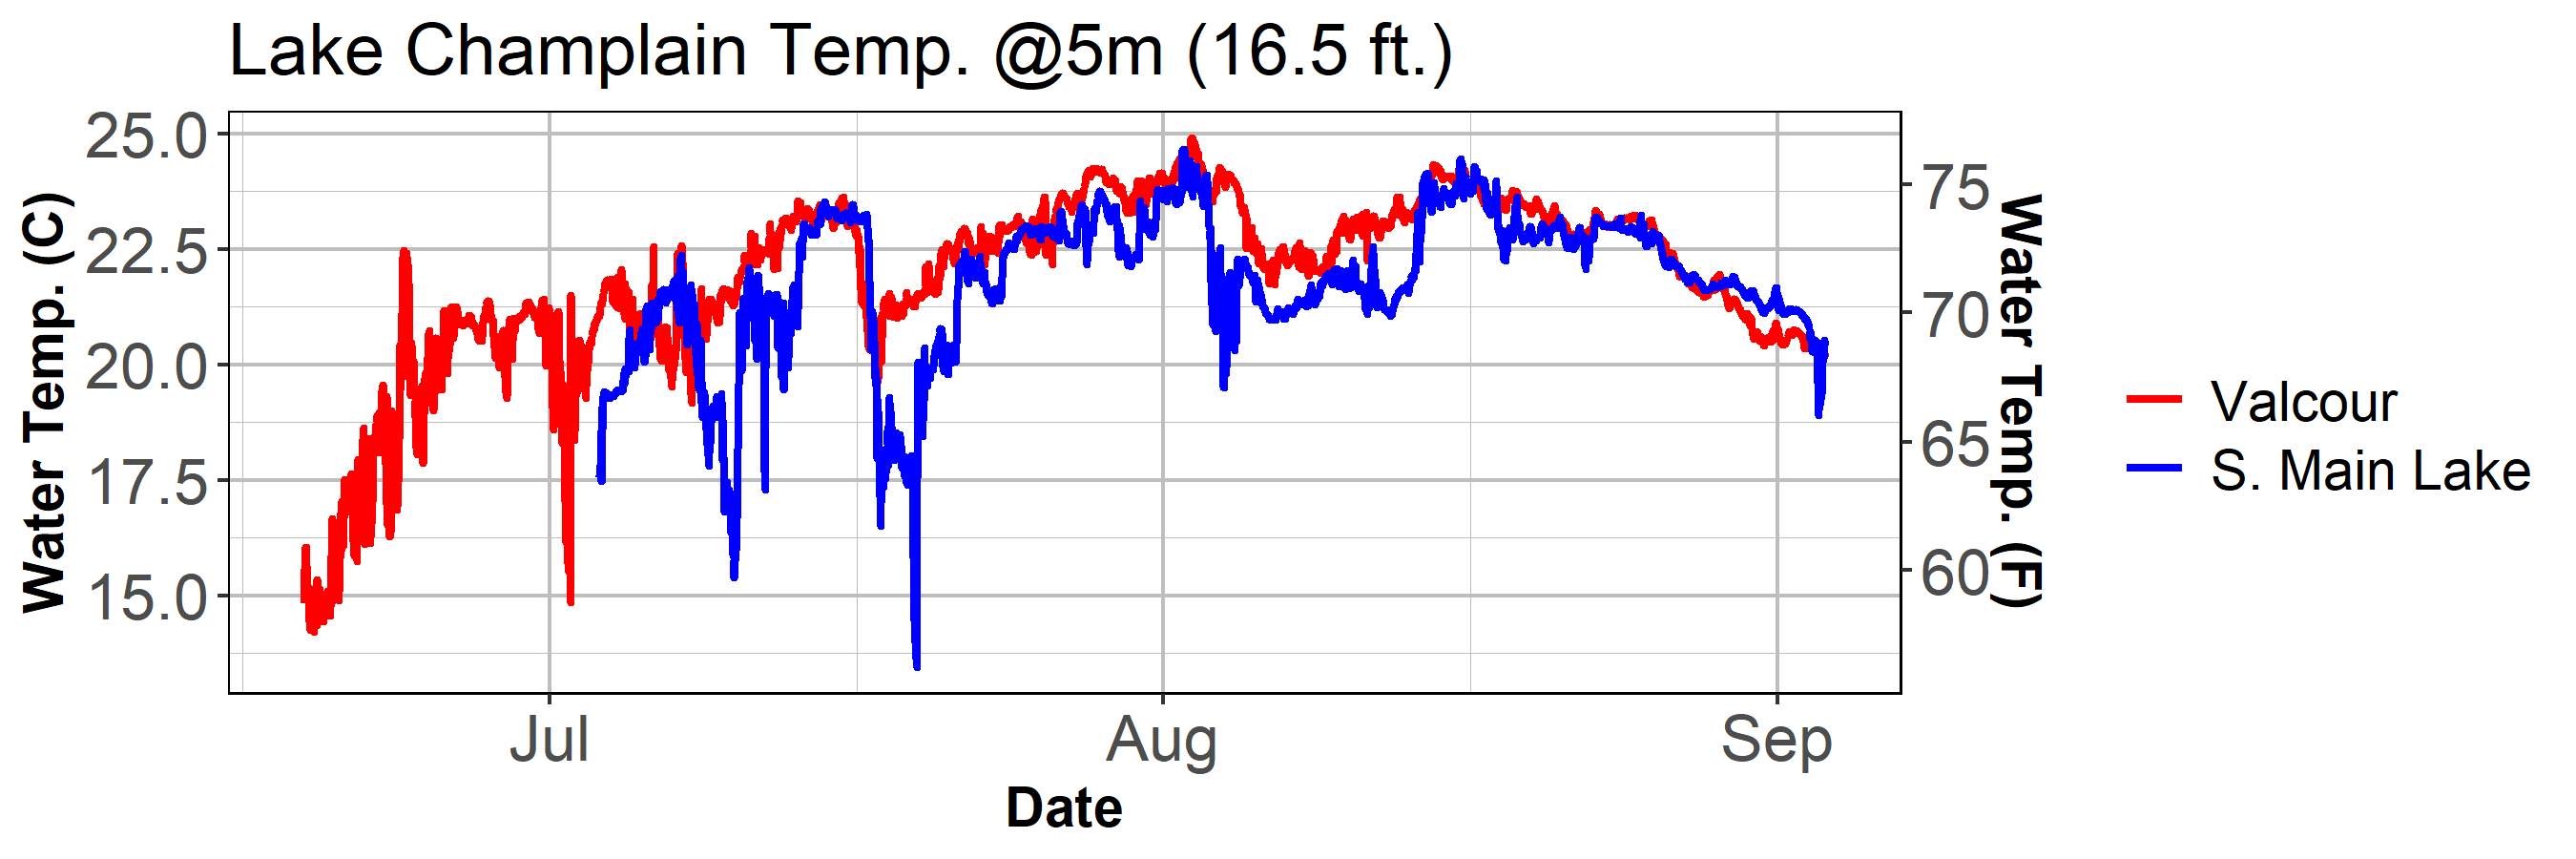 Lake Champlain Temp. @5m (16.5 ft.)
Water Temp. (C)
25.0
22.5
20.0
17.5
15.0
75
70
65
60
Water Temp. (F)
Jul
Aug
Sep
Date
Valcour
S. Main Lake